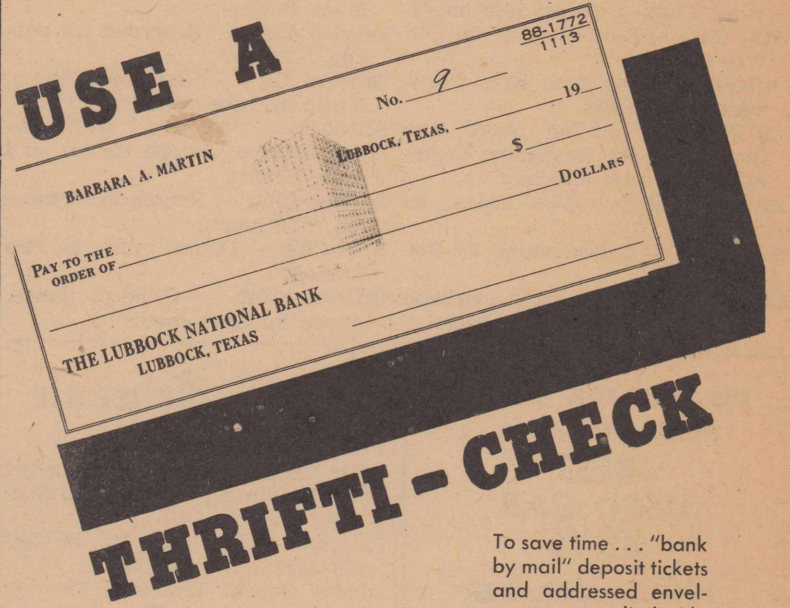 USE A
88-1772
1113
No. 9
BARBARA A. MARTIN
LUBBOCK, TEXAS, 19
PAY TO THE
ORDER OF $
DOLLARS
THE LUBBOCK NATIONAL BANK
LUBBOCK, TEXAS
THRIFTI-CHECK
To save time . . . "bank
by mail" deposit tickets
and addressed envel-